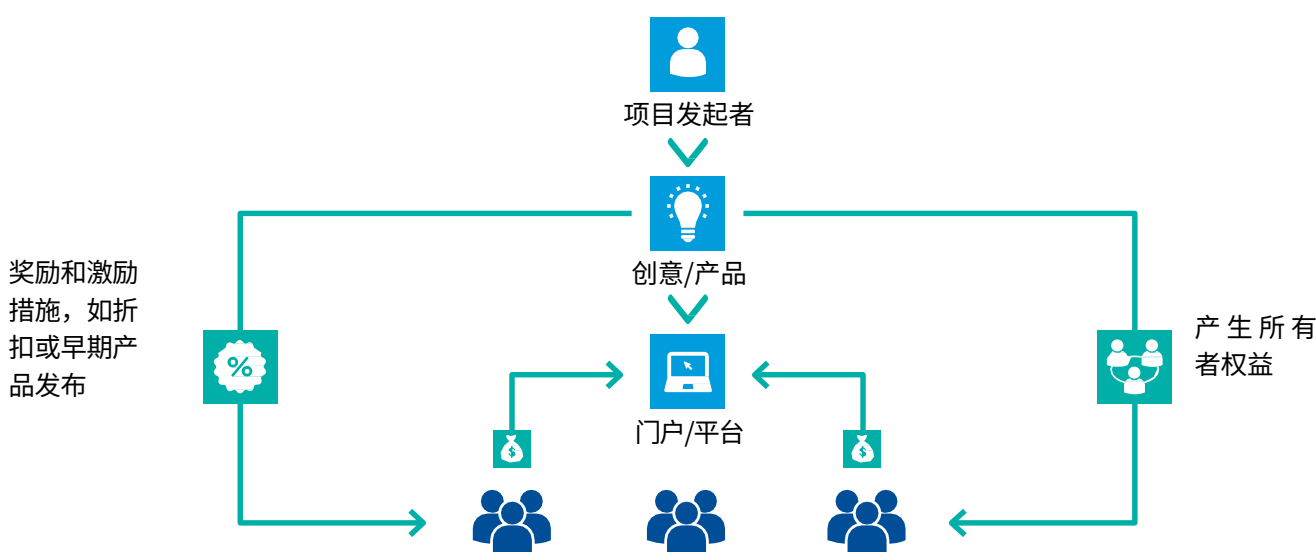 项目发起者
创意/产品
奖励和激励
措施，如折
扣或早期产
品发布
%
产生所有
者权益
门户/平台
$
$